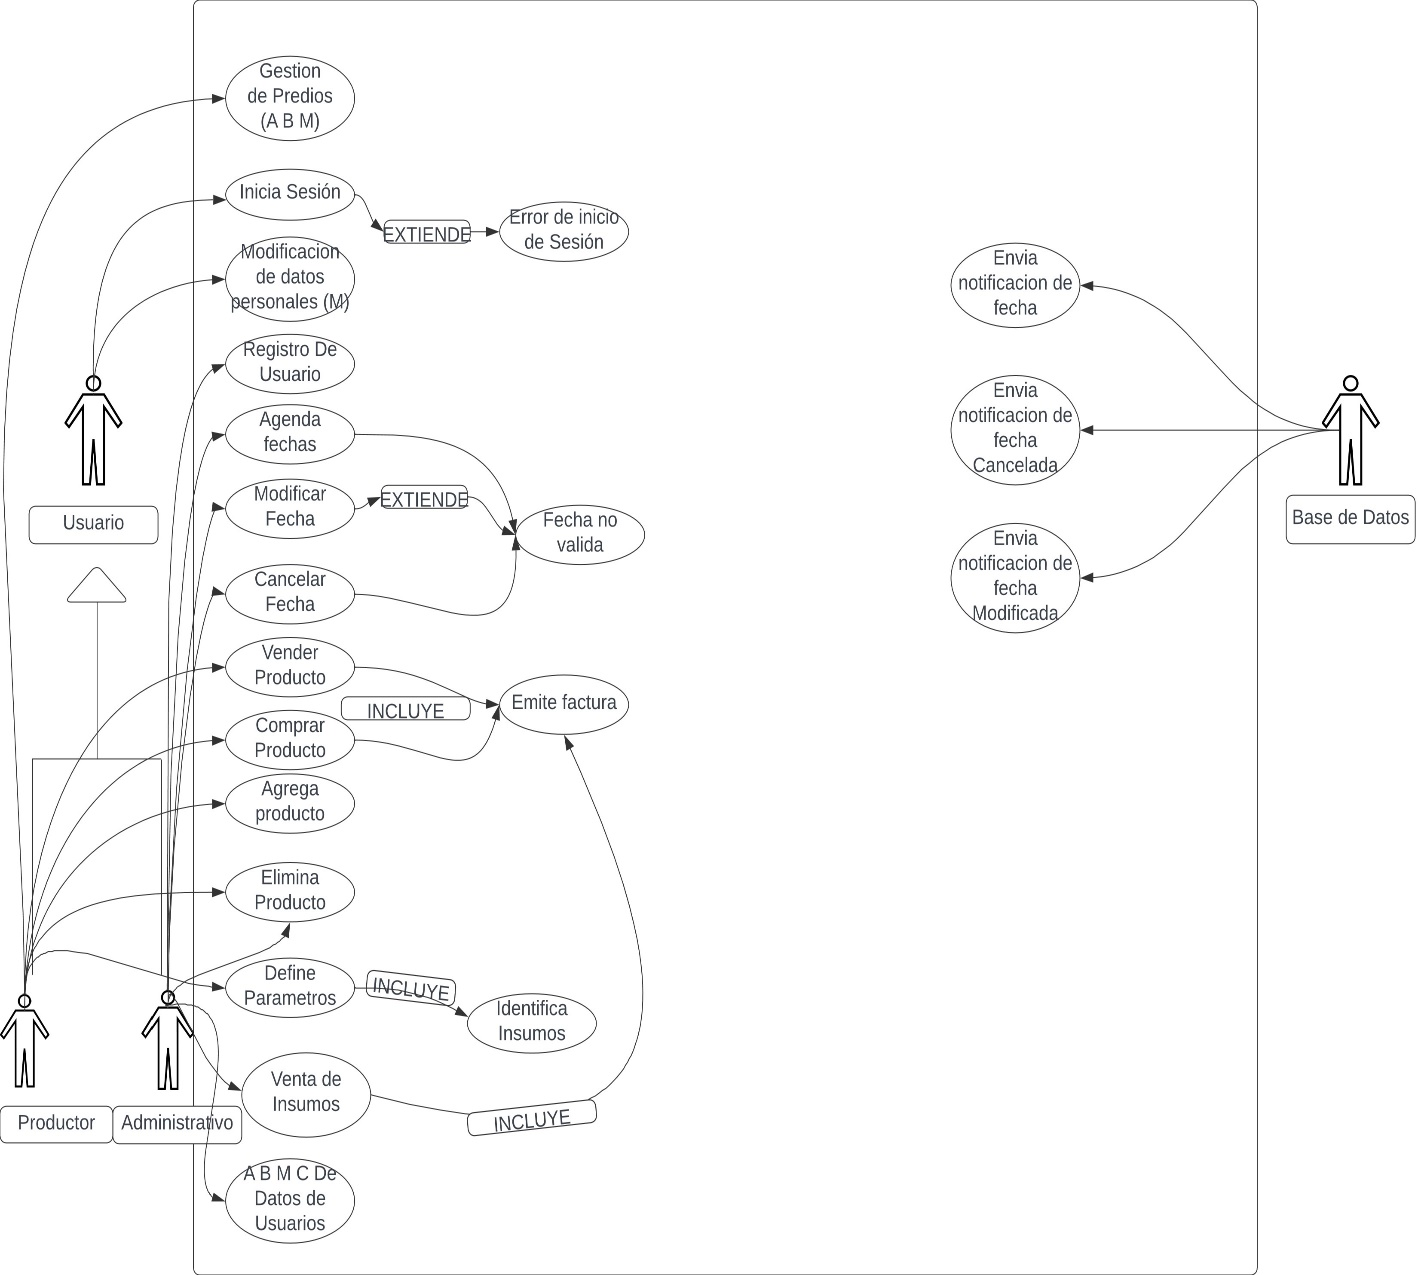 Gestion
de Predios
(A B M)
Inicia Sesión
EXTIENDE
Error de inicio
de Sesión
Modificacion
de datos
personales (M)
Registro De
Usuario
Agenda
fechas
Modificar
Fecha
EXTIENDE
Fecha no
valida
Cancelar
Fecha
Vender
Producto
INCLUYE
Emite factura
Comprar
Producto
Agrega
producto
Elimina
Producto
Define
Parametros
INCLUYE
Identifica
Insumos
Venta de
Insumos
INCLUYE
A B M C De
Datos de
Usuarios
Usuario
Productor
Administrativo
Envia
notificacion de
fecha
Envia
notificacion de
fecha
Cancelada
Envia
notificacion de
fecha
Modificada
Base de Datos